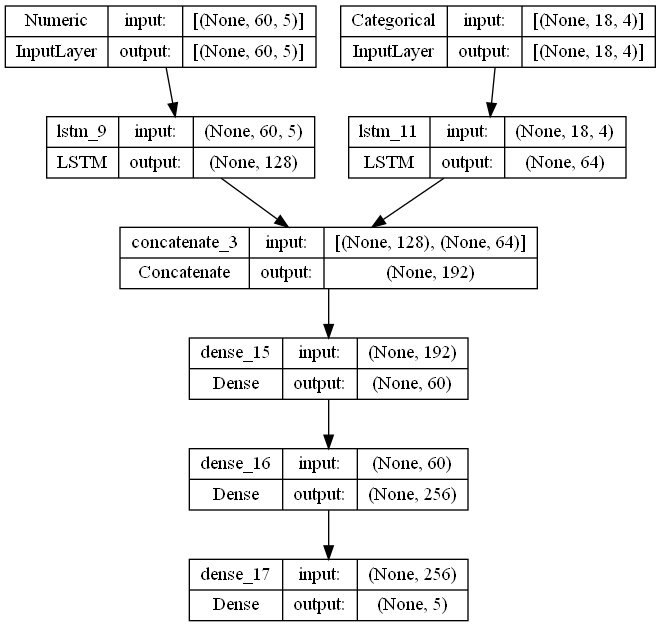 Numeric input: [(None, 60, 5)]
InputLayer output: [(None, 60, 5)]
Categorical input: [(None, 18, 4)]
InputLayer output: [(None, 18, 4)]
lstm_9 input: (None, 60, 5)
LSTM output: (None, 128)
lstm_11 input: (None, 18, 4)
LSTM output: (None, 64)
concatenate_3 input: [(None, 128), (None, 64)]
Concatenate output: (None, 192)
dense_15 input: (None, 192)
Dense output: (None, 60)
dense_16 input: (None, 60)
Dense output: (None, 256)
dense_17 input: (None, 256)
Dense output: (None, 5)